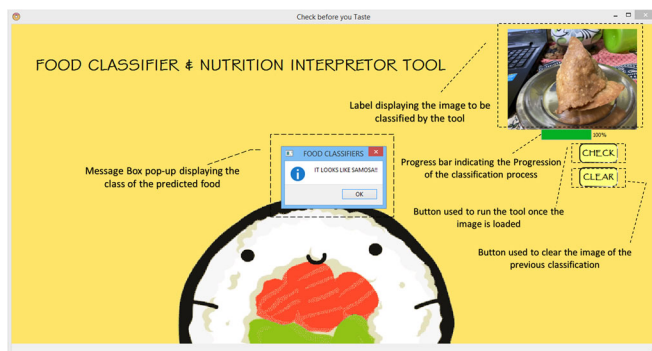 Check before you Taste
FOOD CLASSIFIER & NUTRITION INTERPRETOR TOOL
Label displaying the image to be
classified by the tool
100%
Message Box pop-up displaying the
class of the predicted food
FOOD CLASSIFIERS
IT LOOKS LIKE SAMOSA!!
OK
Progress bar indicating the Progression
of the classification process
CHECK
CLEAR
Button used to run the tool once the
image is loaded
Button used to clear the image of the
previous classification